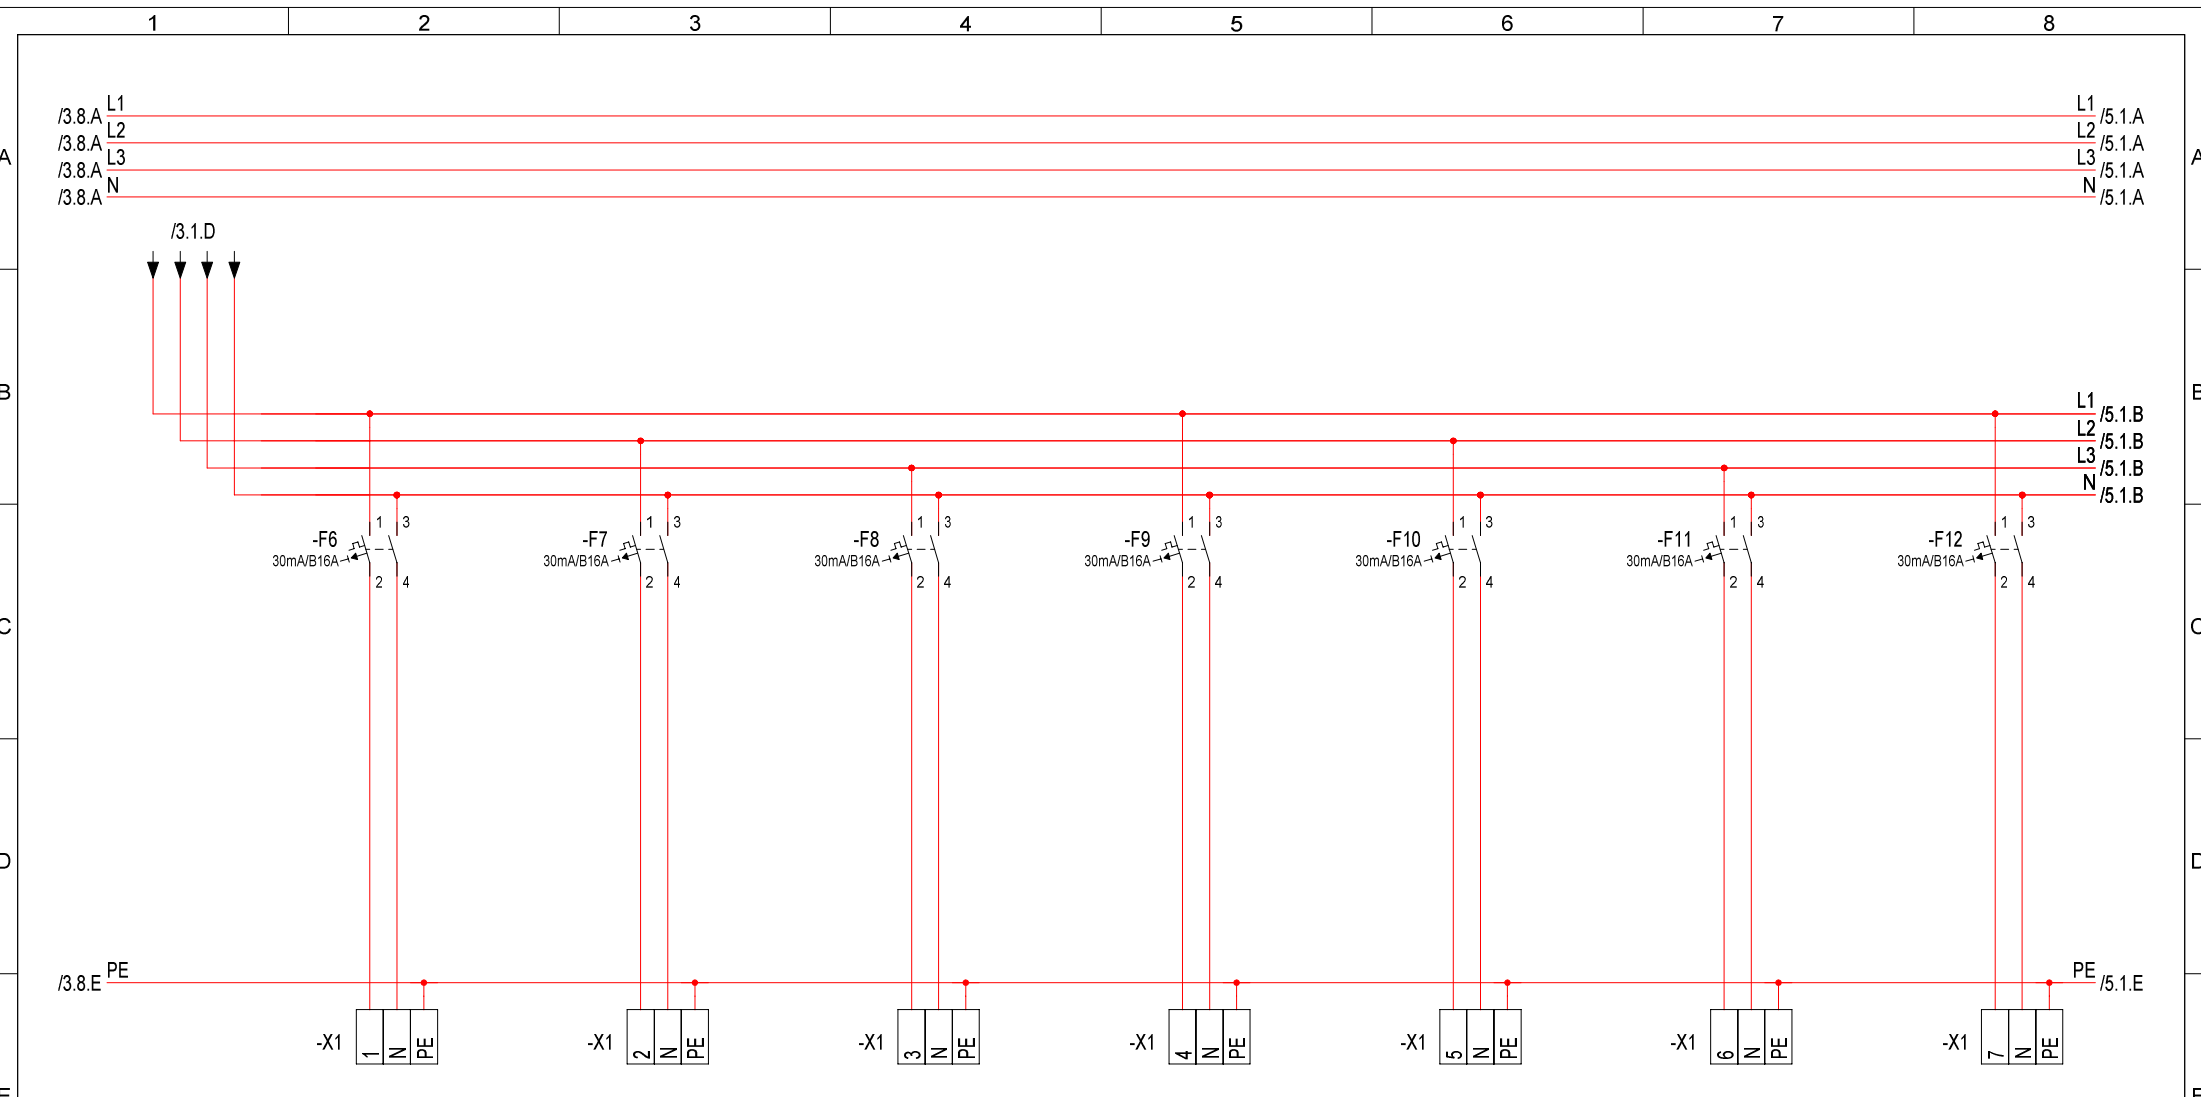 1 2 3 4 5 6 7 8
L1 L1
/3.8.A /5.1.A
L2 L2
/3.8.A /5.1.A
A A
L3 L3
/3.8.A /5.1.A
N N
/3.8.A /5.1.A
/3.1.D
B B
L1 /5.1.B
L2 /5.1.B
L3 /5.1.B
N /5.1.B
1 3 1 3 1 3 1 3 1 3 1 3 1 3
-F6 -F7 -F8 -F9 -F10 -F11 -F12
30mA/B16A 30mA/B16A 30mA/B16A 30mA/B16A 30mA/B16A 30mA/B16A 30mA/B16A
2 4 2 4 2 4 2 4 2 4 2 4 2 4
C C
D D
PE PE
/3.8.E /5.1.E
-X1 1 N PE -X1 2 N PE -X1 3 N PE -X1 4 N PE -X1 5 N PE -X1 6 N PE -X1 7 N PE